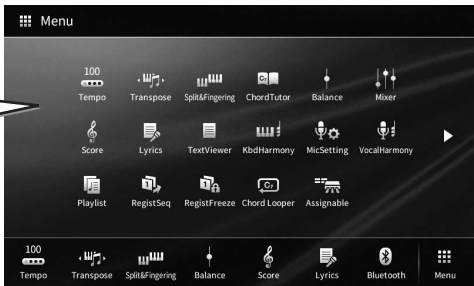 Menu
100
Tempo Transpose Split&Fingering ChordTutor Balance Mixer
Score Lyrics TextViewer KbdHarmony MicSetting VocalHarmony
Playlist RegistSeq RegistFreeze Chord Looper Assignable
100
Tempo Transpose Split&Fingering Balance Score Lyrics Bluetooth Menu